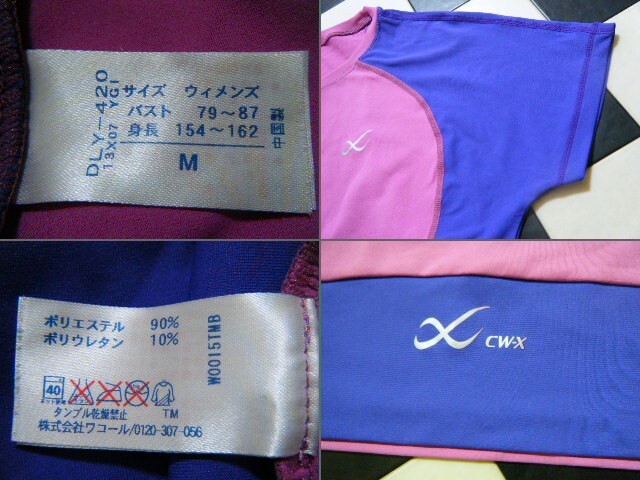 DLY-420
13X07 YGI
サイズ ウィメンズ
バスト 79～87
身長 154～162
M
中国製
ポリエステル 90%
ポリウレタン 10%
W0015TMB
40
タンブル乾燥禁止 TM
株式会社ワコール/0120-307-056
CW-X